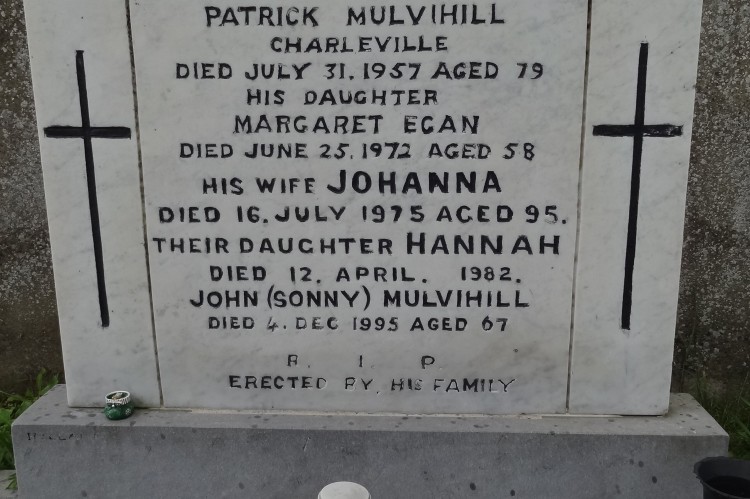 PATRICK MULVIHILL
CHARLEVILLE
DIED JULY 31. 1957 AGED 79
HIS DAUGHTER
MARGARET EGAN
DIED JUNE 25. 1972 AGED 58
HIS WIFE JOHANNA
DIED 16. JULY 1975 AGED 95.
THEIR DAUGHTER HANNAH
DIED 12. APRIL. 1982.
JOHN (SONNY) MULVIHILL
DIED 4. DEC 1995 AGED 67
R. I. P.
ERECTED BY. HIS FAMILY